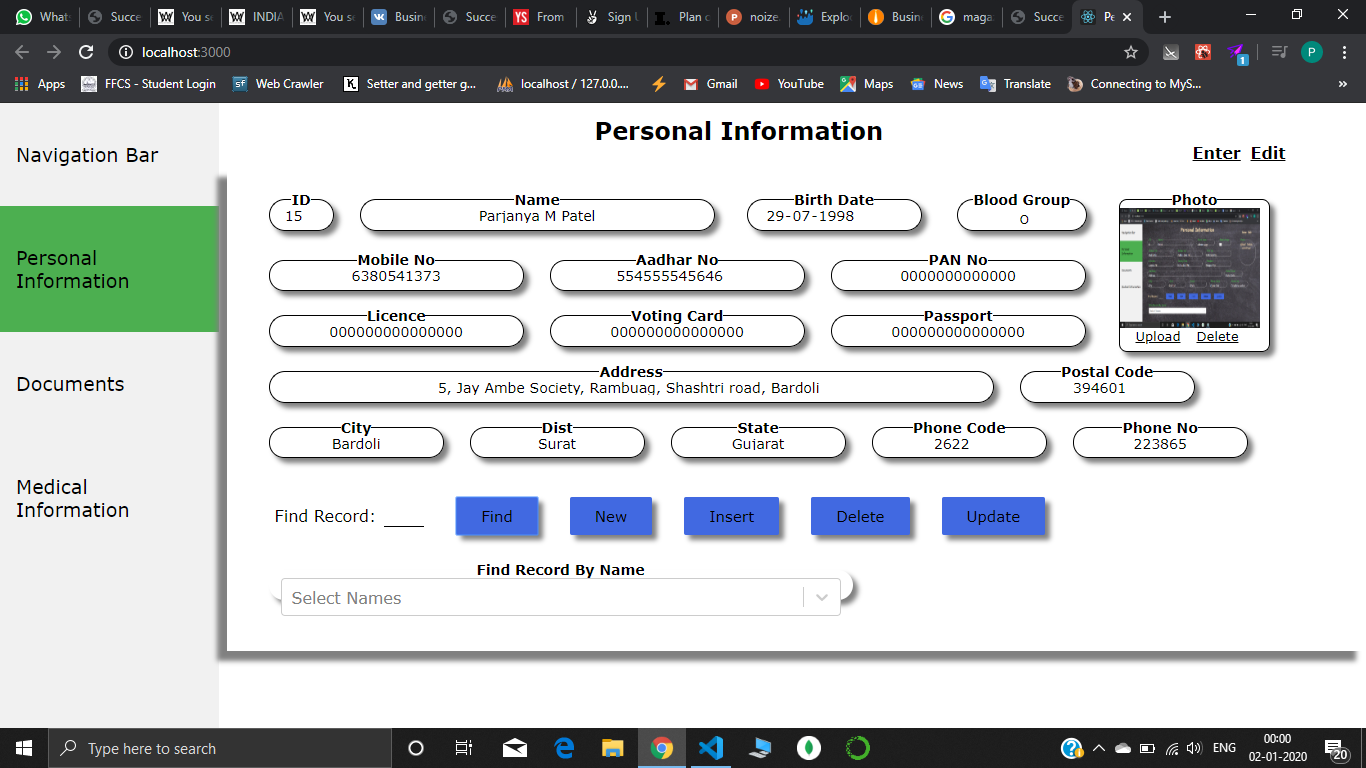 Whats You s INDIA You s Busin Succe From Sign U Plan o noize. Explo Busin maga Succe Pe
localhost:3000
Apps FFCS - Student Login Web Crawler Setter and getter g... localhost / 127.0.0.... Gmail YouTube Maps News Translate Connecting to MyS... »
Personal Information
Enter Edit
Navigation Bar
Personal
Information
Documents
Medical
Information
ID Name Birth Date Blood Group Photo
15 Parjanya M Patel 29-07-1998 O
Mobile No Aadhar No PAN No
6380541373 554555545646 0000000000000
Licence Voting Card Passport
000000000000000 000000000000000 000000000000000
Upload Delete
Address Postal Code
5, Jay Ambe Society, Rambuag, Shashtri road, Bardoli 394601
City Dist State Phone Code Phone No
Bardoli Surat Gujarat 2622 223865
Find Record: Find New Insert Delete Update
Find Record By Name
Select Names
Type here to search
ENG 00:00
02-01-2020 20